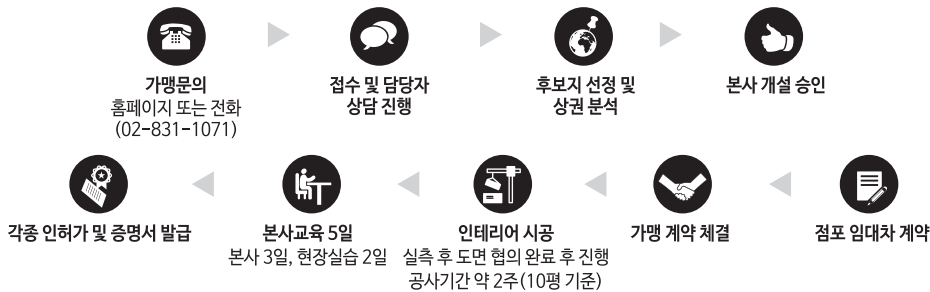 가맹문의
홈페이지 또는 전화
(02-831-1071)
접수 및 담당자
상담 진행
후보지 선정 및
상권 분석
본사 개설 승인
점포 임대차 계약
가맹 계약 체결
인테리어 시공
실측 후 도면 협의 완료 후 진행
공사기간 약 2주(10평 기준)
본사교육 5일
본사 3일, 현장실습 2일
각종 인허가 및 증명서 발급